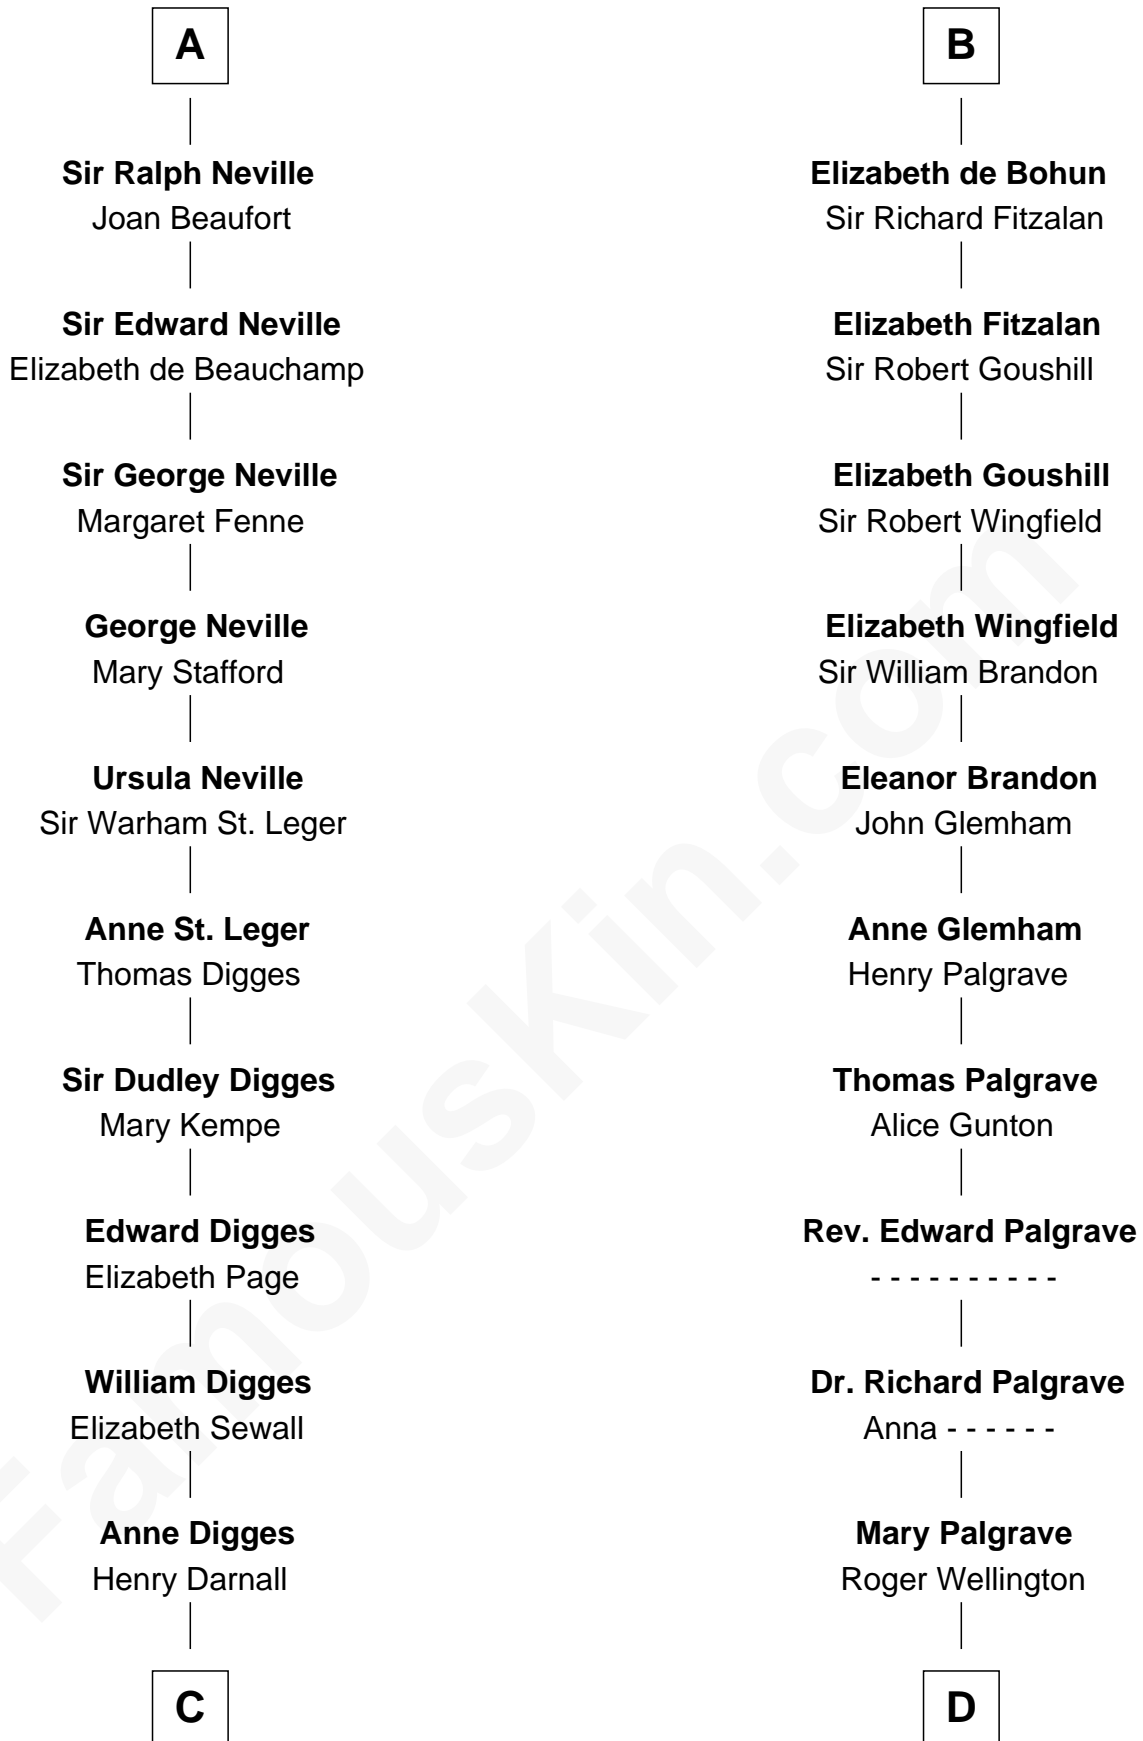 A
Sir Ralph Neville
Joan Beaufort
Sir Edward Neville
Elizabeth de Beauchamp
Sir George Neville
Margaret Fenne
George Neville
Mary Stafford
Ursula Neville
Sir Warham St. Leger
Anne St. Leger
Thomas Digges
Sir Dudley Digges
Mary Kempe
Edward Digges
Elizabeth Page
William Digges
Elizabeth Sewall
Anne Digges
Henry Darnall
C
B
Elizabeth de Bohun
Sir Richard Fitzalan
Elizabeth Fitzalan
Sir Robert Goushill
Elizabeth Goushill
Sir Robert Wingfield
Elizabeth Wingfield
Sir William Brandon
Eleanor Brandon
John Glemham
Anne Glemham
Henry Palgrave
Thomas Palgrave
Alice Gunton
Rev. Edward Palgrave
- - - - - - - - - -
Dr. Richard Palgrave
Anna - - - - - -
Mary Palgrave
Roger Wellington
D
FamousKin.com